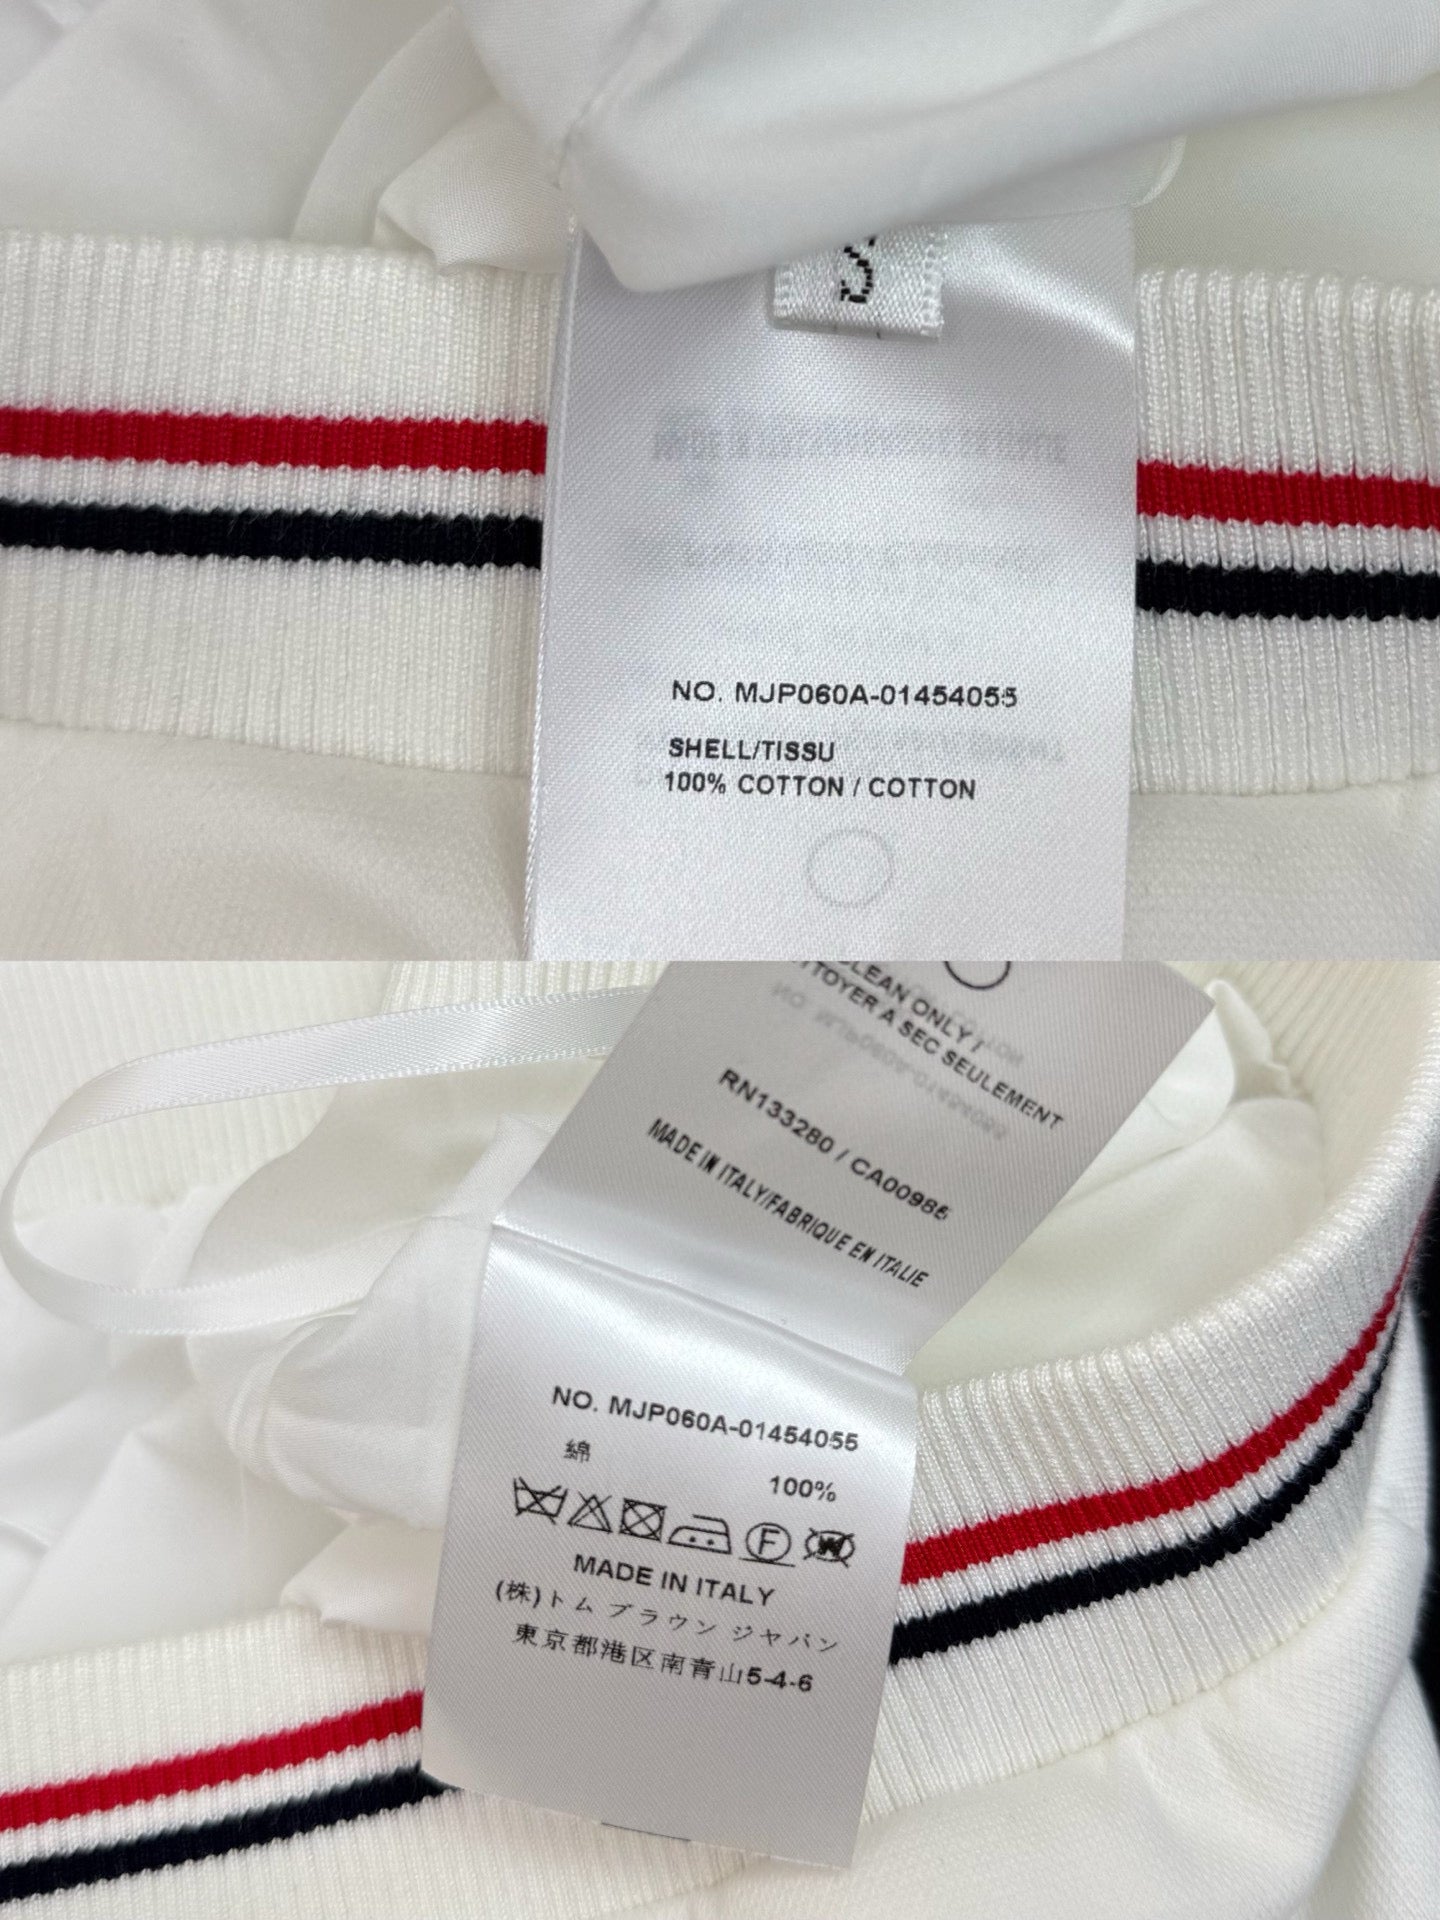 S
NO. MJP060A-01454055
SHELL/TISSU
100% COTTON / COTTON
CLEAN ONLY /
TTOYER A SEC SEULEMENT
RN133280 / CA00986
MADE IN ITALY/FABRIQUE EN ITALIE
NO. MJP060A-01454055
綿 100%
F W
MADE IN ITALY
(株)トム ブラウン ジャパン
東京都港区南青山5-4-6